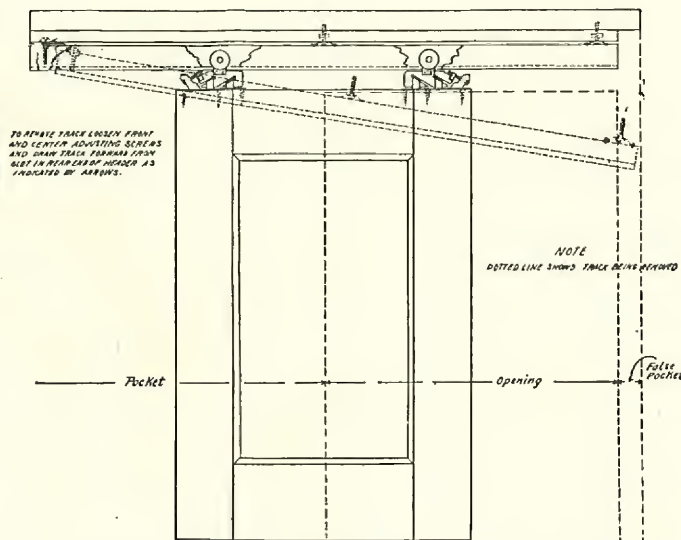 TO REMOVE TRACK LOOSEN FRONT
AND CENTER ADJUSTING SCREWS
AND DRAW TRACK FORWARD FROM
SLOT IN REAR END OF HEADER AS
INDICATED BY ARROWS.
NOTE
DOTTED LINE SHOWS TRACK BEING REMOVED
Pocket
Opening
False
Pocket